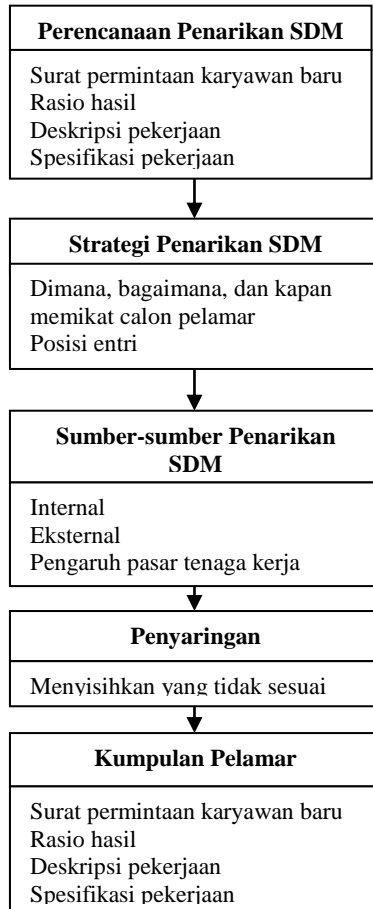 Perencanaan Penarikan SDM
Surat permintaan karyawan baru
Rasio hasil
Deskripsi pekerjaan
Spesifikasi pekerjaan
Strategi Penarikan SDM
Dimana, bagaimana, dan kapan
memikat calon pelamar
Posisi entri
Sumber-sumber Penarikan
SDM
Internal
Eksternal
Pengaruh pasar tenaga kerja
Penyaringan
Menyisihkan yang tidak sesuai
Kumpulan Pelamar
Surat permintaan karyawan baru
Rasio hasil
Deskripsi pekerjaan
Spesifikasi pekerjaan